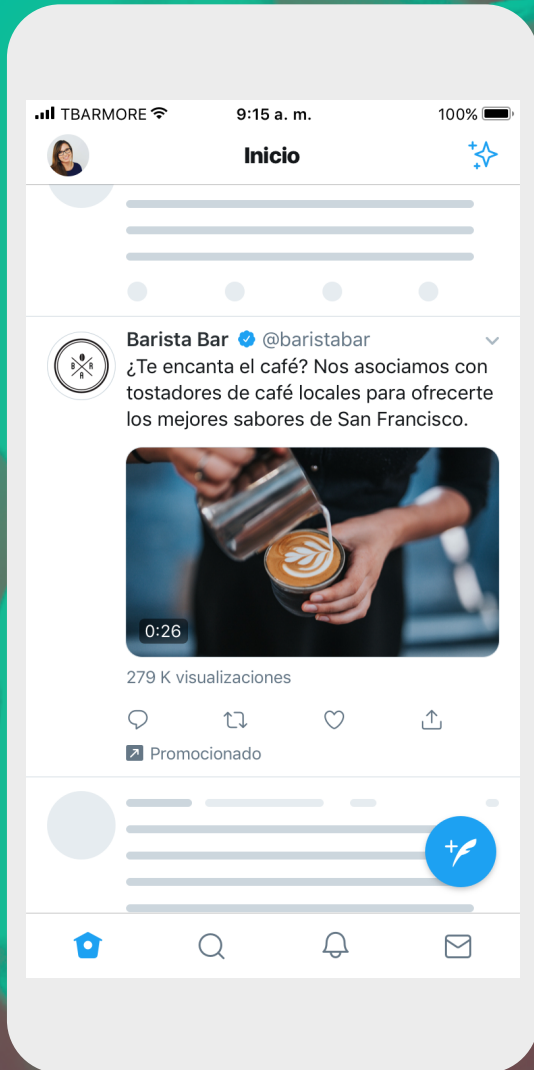 TBARMORE 9:15 a. m. 100%
Inicio
Barista Bar @baristabar
¿Te encanta el café? Nos asociamos con
tostadores de café locales para ofrecerte
los mejores sabores de San Francisco.
B A R
A
0:26
279 K visualizaciones
Promocionado